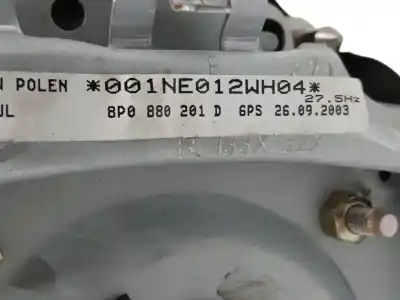 N POLEN *001NE012WH04*
27.5Hz
UL 8P0 880 201 D 6PS 26.09.2003